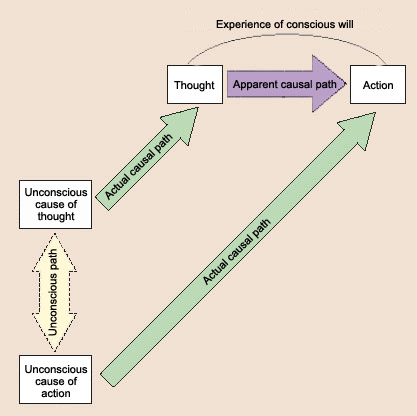 Experience of conscious will
Thought
Apparent causal path
Action
Actual causal path
Unconscious
cause of
thought
Unconscious path
Actual causal path
Unconscious
cause of
action